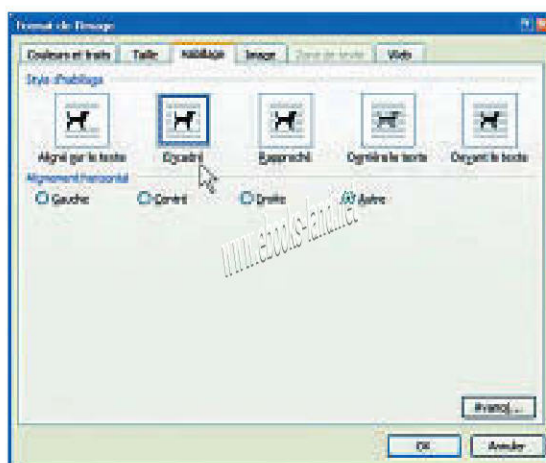 Format de l'image
Couleurs et traits Taille Habillage Image Zone de texte Web
Style d'habillage
Aligné sur le texte Encadré Rapproché Derrière le texte Devant le texte
Alignement horizontal
Gauche Centré Droite Autre
www.ebooks-land.net
Avancé...
OK Annuler